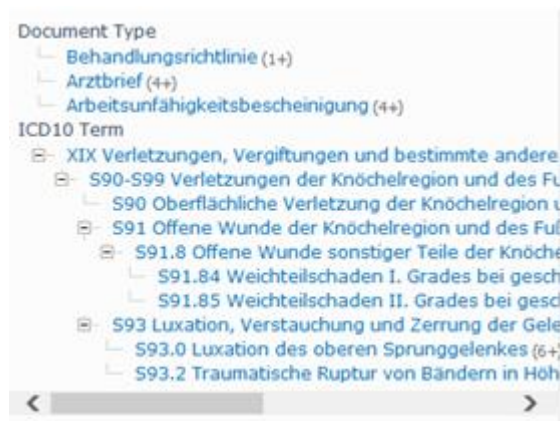 Document Type
Behandlungsrichtlinie (1+)
Arztbrief (4+)
Arbeitsunfähigkeitsbescheinigung (4+)
ICD10 Term
XIX Verletzungen, Vergiftungen und bestimmte andere
S90-S99 Verletzungen der Knöchelregion und des Fu
S90 Oberflächliche Verletzung der Knöchelregion u
S91 Offene Wunde der Knöchelregion und des Fuß
S91.8 Offene Wunde sonstiger Teile der Knöche
S91.84 Weichteilschaden I. Grades bei gesch
S91.85 Weichteilschaden II. Grades bei gesc
S93 Luxation, Verstauchung und Zerrung der Gele
S93.0 Luxation des oberen Sprunggelenkes (6+)
S93.2 Traumatische Ruptur von Bändern in Höh